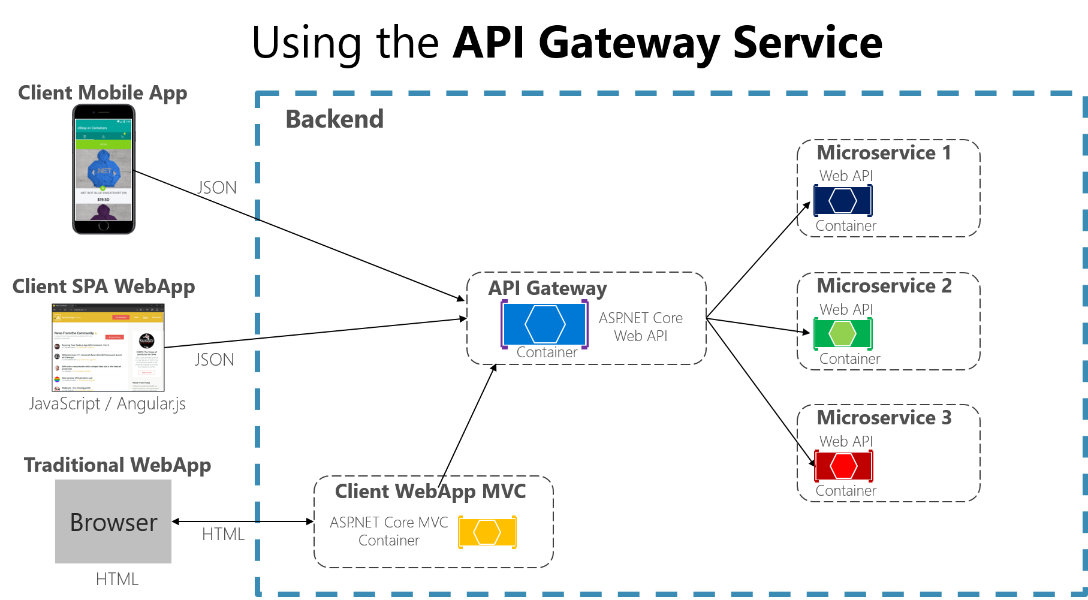 Using the API Gateway Service
Client Mobile App
Backend
.NET
$19.50
JSON
Microservice 1
Web API
Container
Client SPA WebApp
JSON
JavaScript / Angular.js
API Gateway
ASP.NET Core
Web API
Container
Microservice 2
Web API
Container
Microservice 3
Web API
Container
Traditional WebApp
Browser
HTML
HTML
Client WebApp MVC
ASP.NET Core MVC
Container